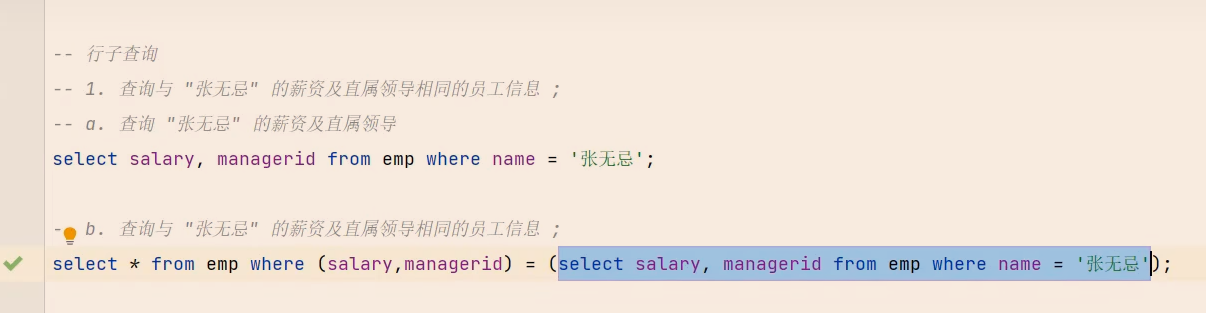 -- 行子查询
-- 1. 查询与 "张无忌" 的薪资及直属领导相同的员工信息 ;
-- a. 查询 "张无忌" 的薪资及直属领导
select salary, managerid from emp where name = '张无忌';
- b. 查询与 "张无忌" 的薪资及直属领导相同的员工信息 ;
select * from emp where (salary,managerid) = (select salary, managerid from emp where name = '张无忌');